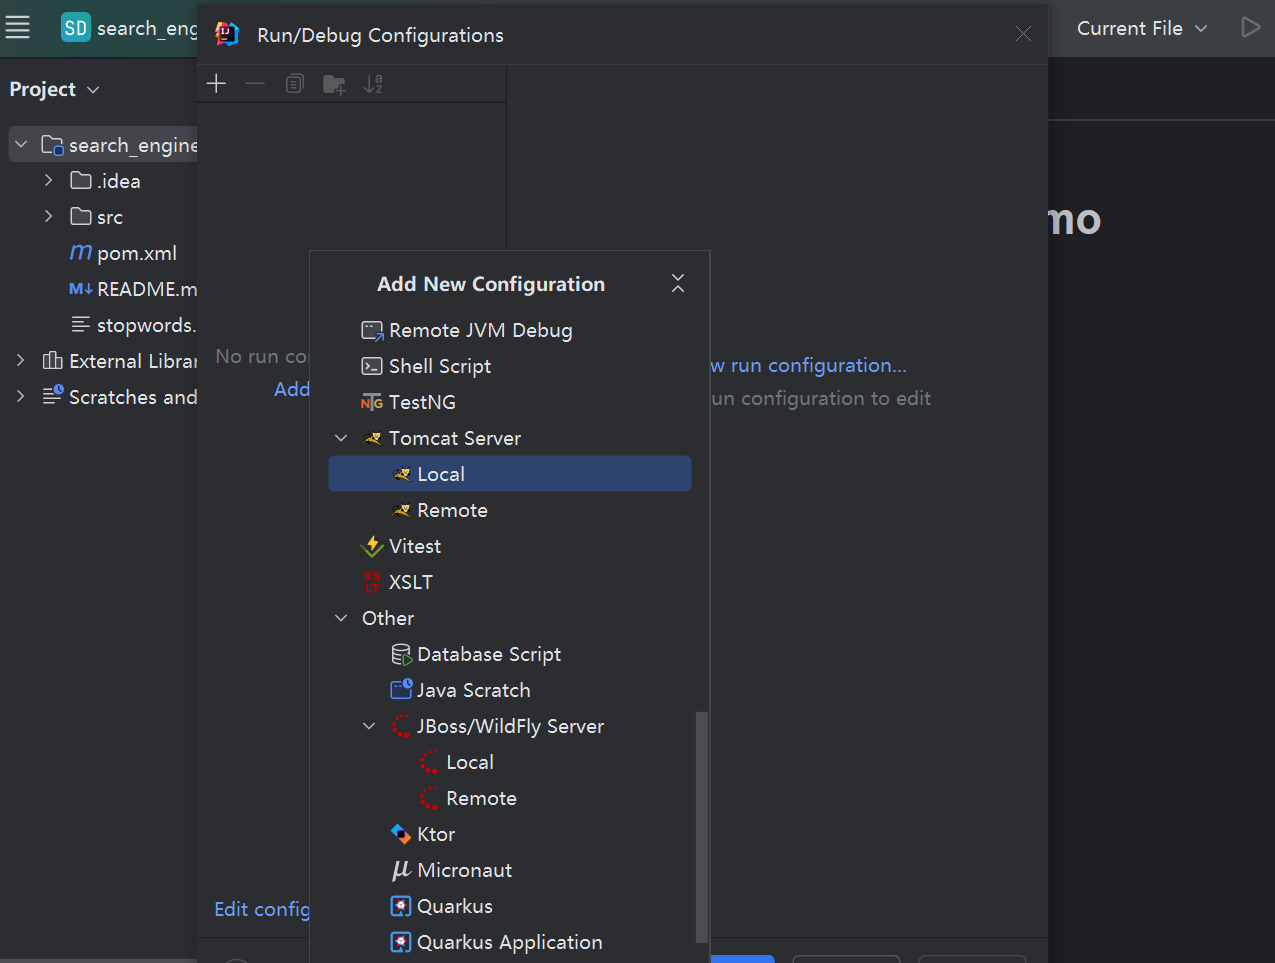 SD search_eng
Run/Debug Configurations
Current File
Project
search_engine
.idea
src
pom.xml
README.m
stopwords.
External Librar
Scratches and
No run co
Add
w run configuration...
un configuration to edit
mo
Add New Configuration
Remote JVM Debug
Shell Script
TestNG
Tomcat Server
Local
Remote
Vitest
XSLT
Other
Database Script
Java Scratch
JBoss/WildFly Server
Local
Remote
Ktor
Micronaut
Quarkus
Quarkus Application
Edit config